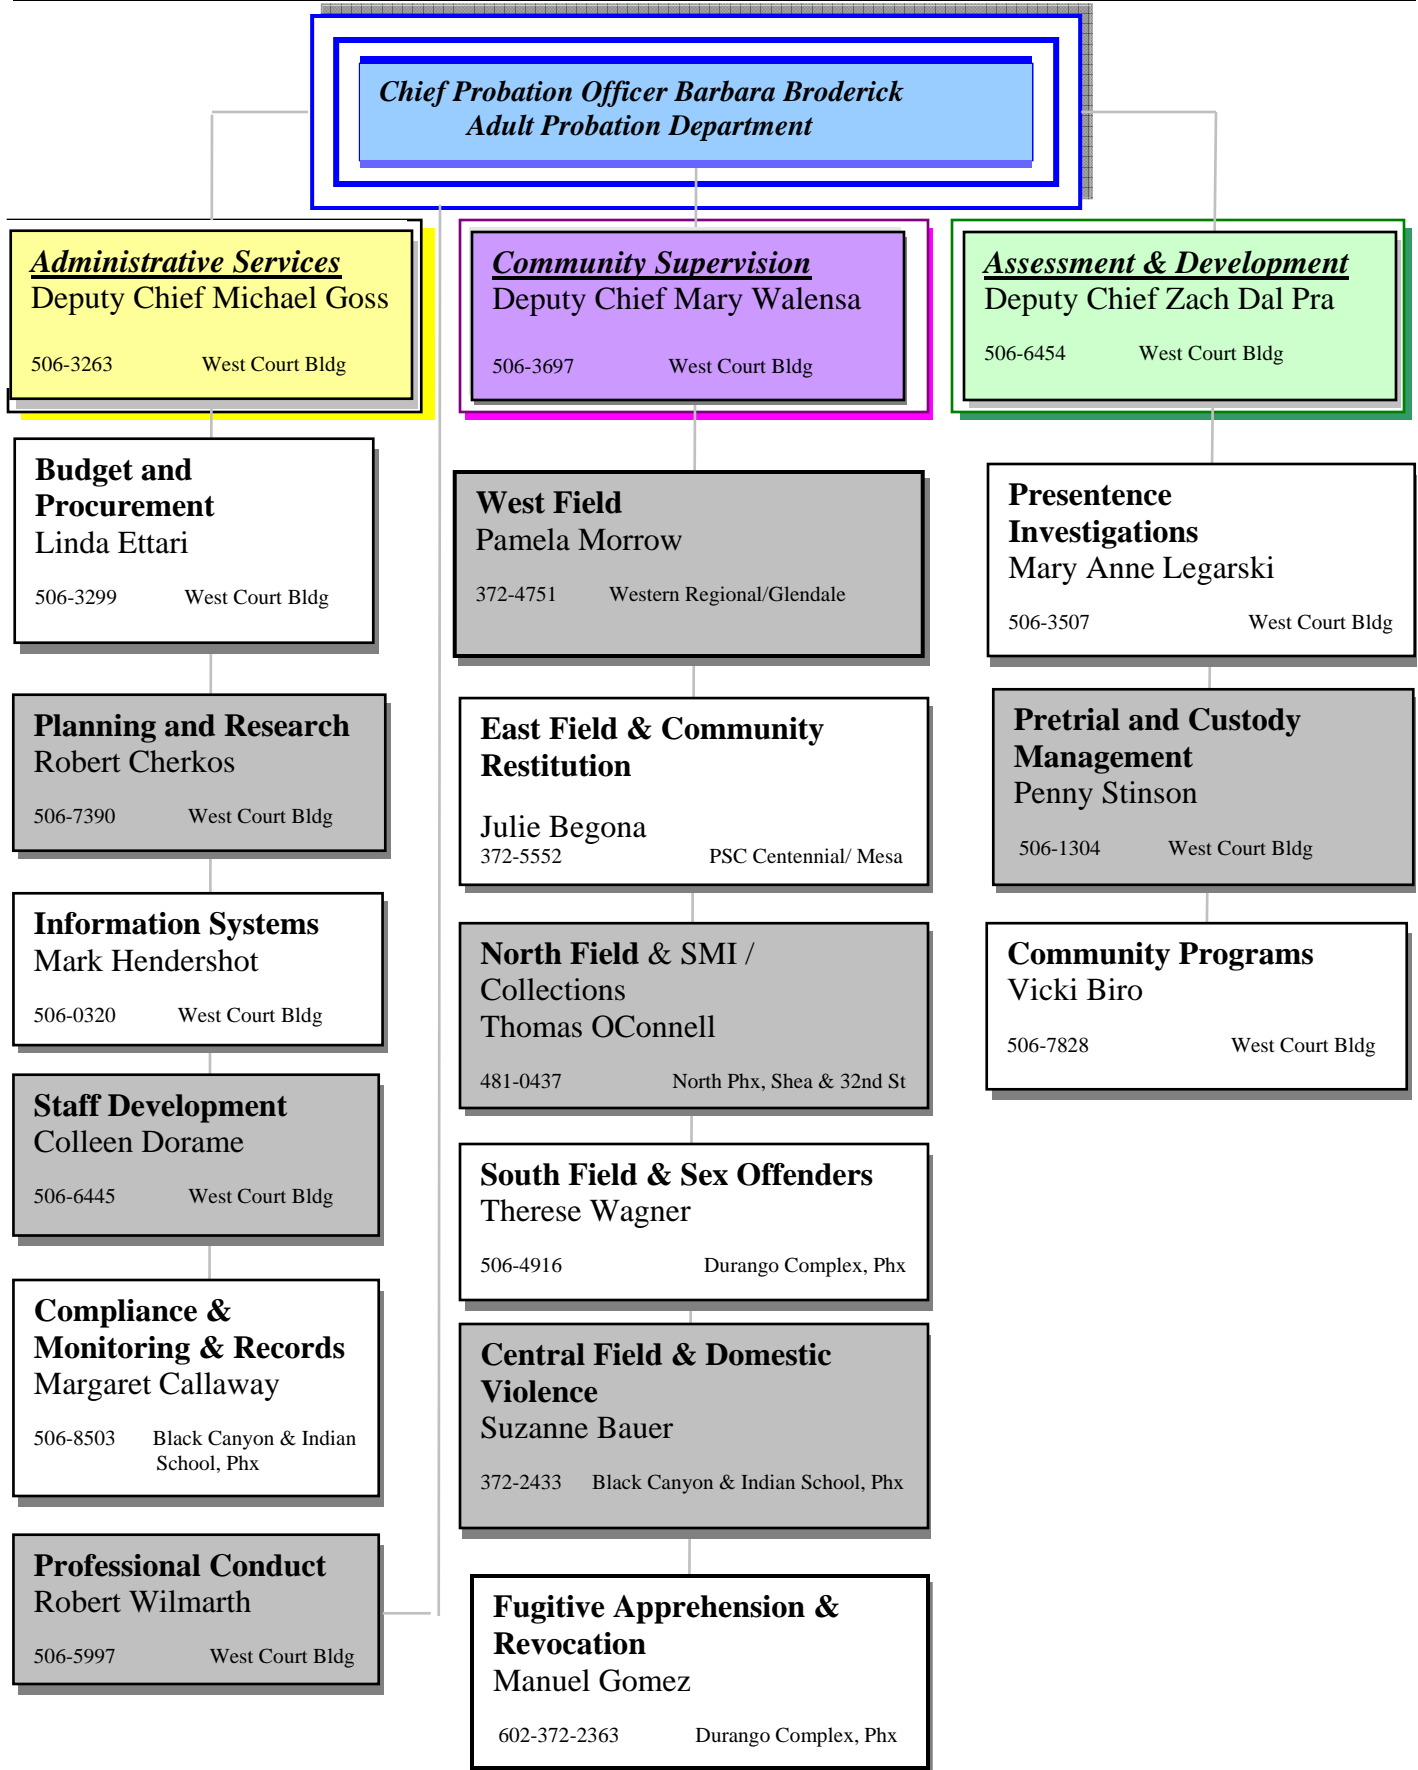 Chief Probation Officer Barbara Broderick
Adult Probation Department
Administrative Services
Deputy Chief Michael Goss
506-3263 West Court Bldg
Community Supervision
Deputy Chief Mary Walensa
506-3697 West Court Bldg
Assessment & Development
Deputy Chief Zach Dal Pra
506-6454 West Court Bldg
Budget and
Procurement
Linda Ettari
506-3299 West Court Bldg
Planning and Research
Robert Cherkos
506-7390 West Court Bldg
Information Systems
Mark Hendershot
506-0320 West Court Bldg
Staff Development
Colleen Dorame
506-6445 West Court Bldg
Compliance &
Monitoring & Records
Margaret Callaway
506-8503 Black Canyon & Indian
School, Phx
Professional Conduct
Robert Wilmarth
506-5997 West Court Bldg
West Field
Pamela Morrow
372-4751 Western Regional/Glendale
East Field & Community
Restitution
Julie Begona
372-5552 PSC Centennial/ Mesa
North Field & SMI /
Collections
Thomas OConnell
481-0437 North Phx, Shea & 32nd St
South Field & Sex Offenders
Therese Wagner
506-4916 Durango Complex, Phx
Central Field & Domestic
Violence
Suzanne Bauer
372-2433 Black Canyon & Indian School, Phx
Fugitive Apprehension &
Revocation
Manuel Gomez
602-372-2363 Durango Complex, Phx
Presentence
Investigations
Mary Anne Legarski
506-3507 West Court Bldg
Pretrial and Custody
Management
Penny Stinson
506-1304 West Court Bldg
Community Programs
Vicki Biro
506-7828 West Court Bldg